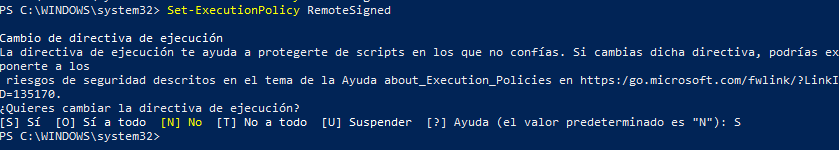 PS C:\WINDOWS\system32> Set-ExecutionPolicy RemoteSigned
Cambio de directiva de ejecución
La directiva de ejecución te ayuda a protegerte de scripts en los que no confías. Si cambias dicha directiva, podrías ex
ponerte a los
 riesgos de seguridad descritos en el tema de la Ayuda about_Execution_Policies en https:/go.microsoft.com/fwlink/?LinkI
D=135170.
¿Quieres cambiar la directiva de ejecución?
[S] Sí  [O] Sí a todo  [N] No  [T] No a todo  [U] Suspender  [?] Ayuda (el valor predeterminado es "N"): S
PS C:\WINDOWS\system32>